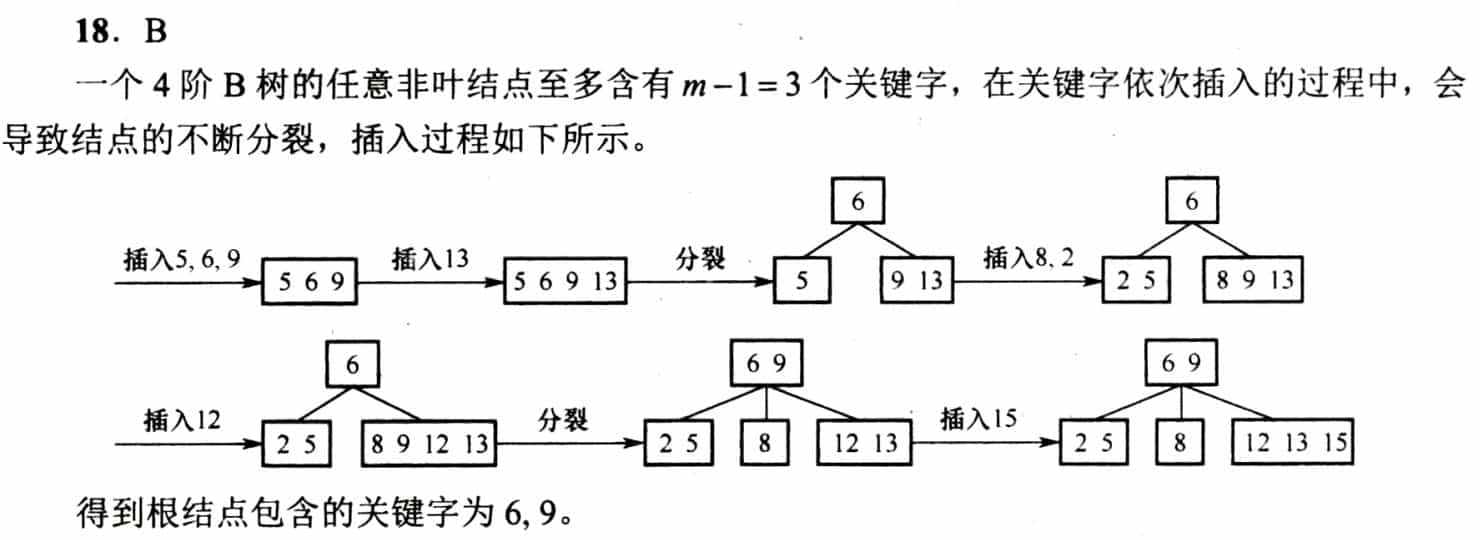 18. B
一个 4 阶 B 树的任意非叶结点至多含有 m－1＝3 个关键字，在关键字依次插入的过程中，会
导致结点的不断分裂，插入过程如下所示。
6 6
插入5, 6, 9 5 6 9 插入13 5 6 9 13 分裂 5 9 13 插入8, 2 2 5 8 9 13
6 6 9 6 9
插入12 2 5 8 9 12 13 分裂 2 5 8 12 13 插入15 2 5 8 12 13 15
得到根结点包含的关键字为 6, 9。